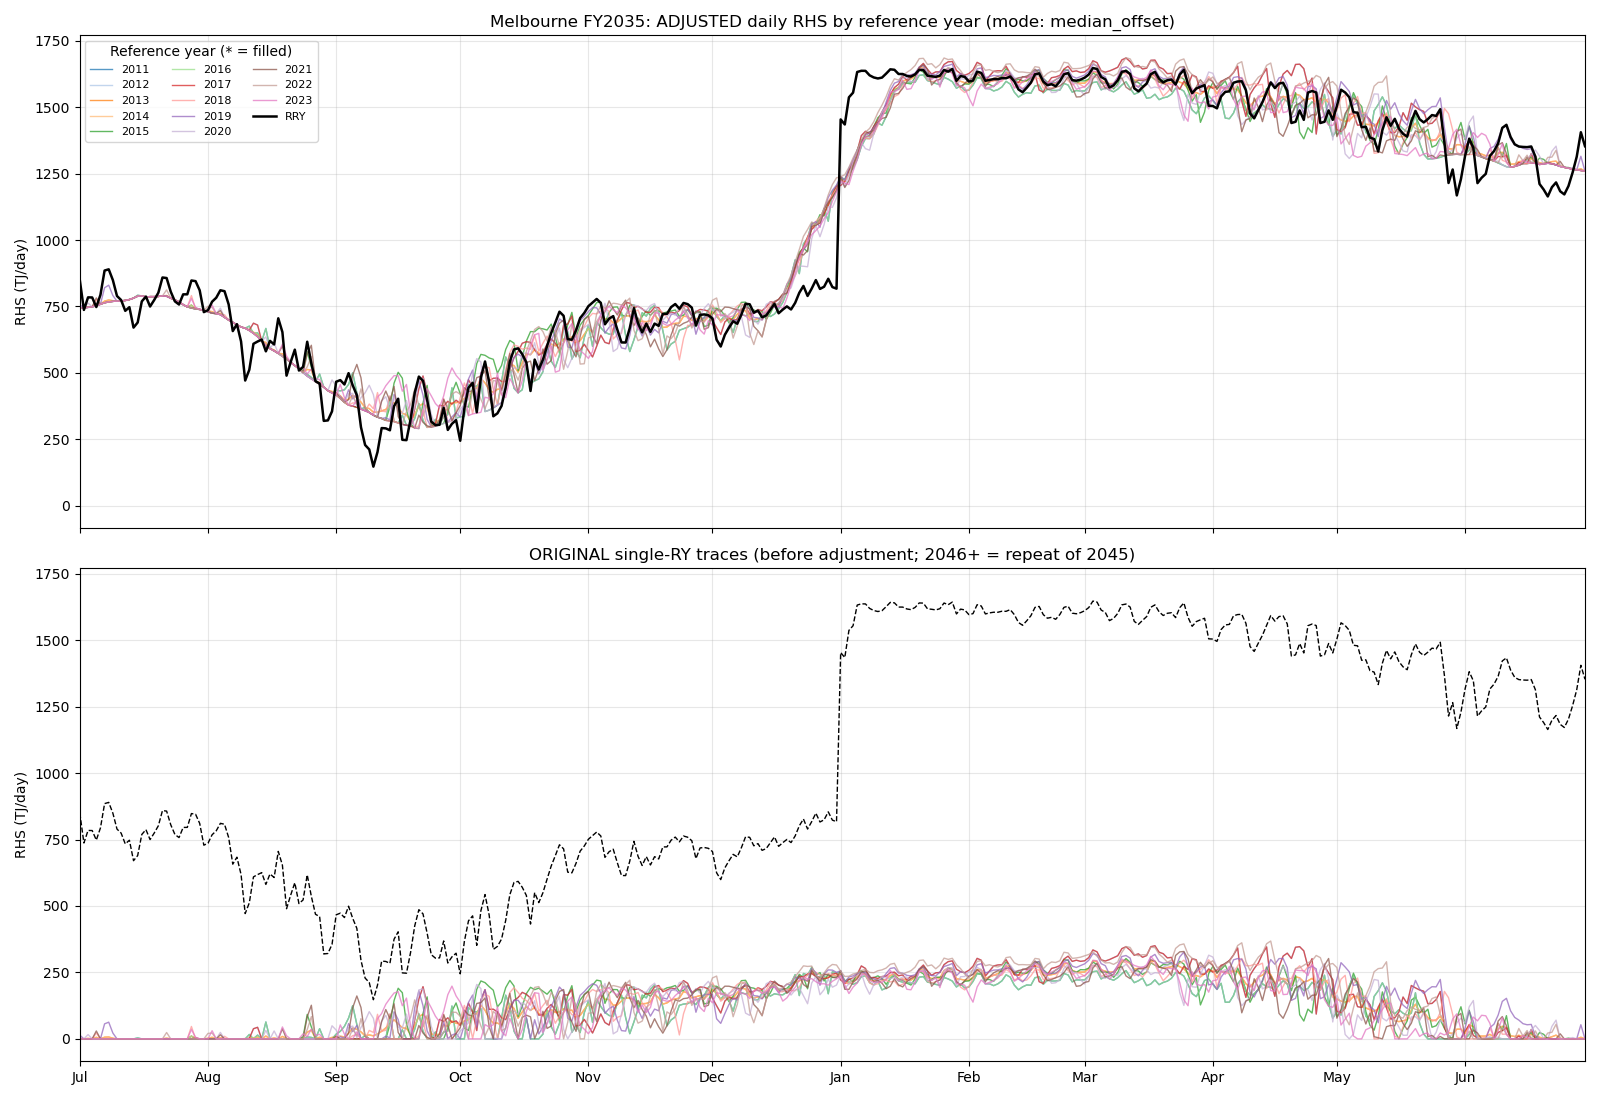 Melbourne FY2035: ADJUSTED daily RHS by reference year (mode: median_offset)
1750
1500
1250
1000
750
500
250
0
RHS (TJ/day)
Reference year (* = filled)
2011 2016 2021
2012 2017 2022
2013 2018 2023
2014 2019 RRY
2015 2020
ORIGINAL single-RY traces (before adjustment; 2046+ = repeat of 2045)
1750
1500
1250
1000
750
500
250
0
RHS (TJ/day)
Jul Aug Sep Oct Nov Dec Jan Feb Mar Apr May Jun